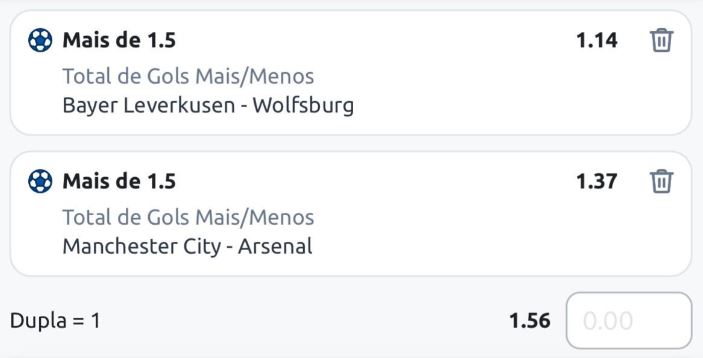 Mais de 1.5 1.14
Total de Gols Mais/Menos
Bayer Leverkusen - Wolfsburg
Mais de 1.5 1.37
Total de Gols Mais/Menos
Manchester City - Arsenal
Dupla = 1 1.56 0.00